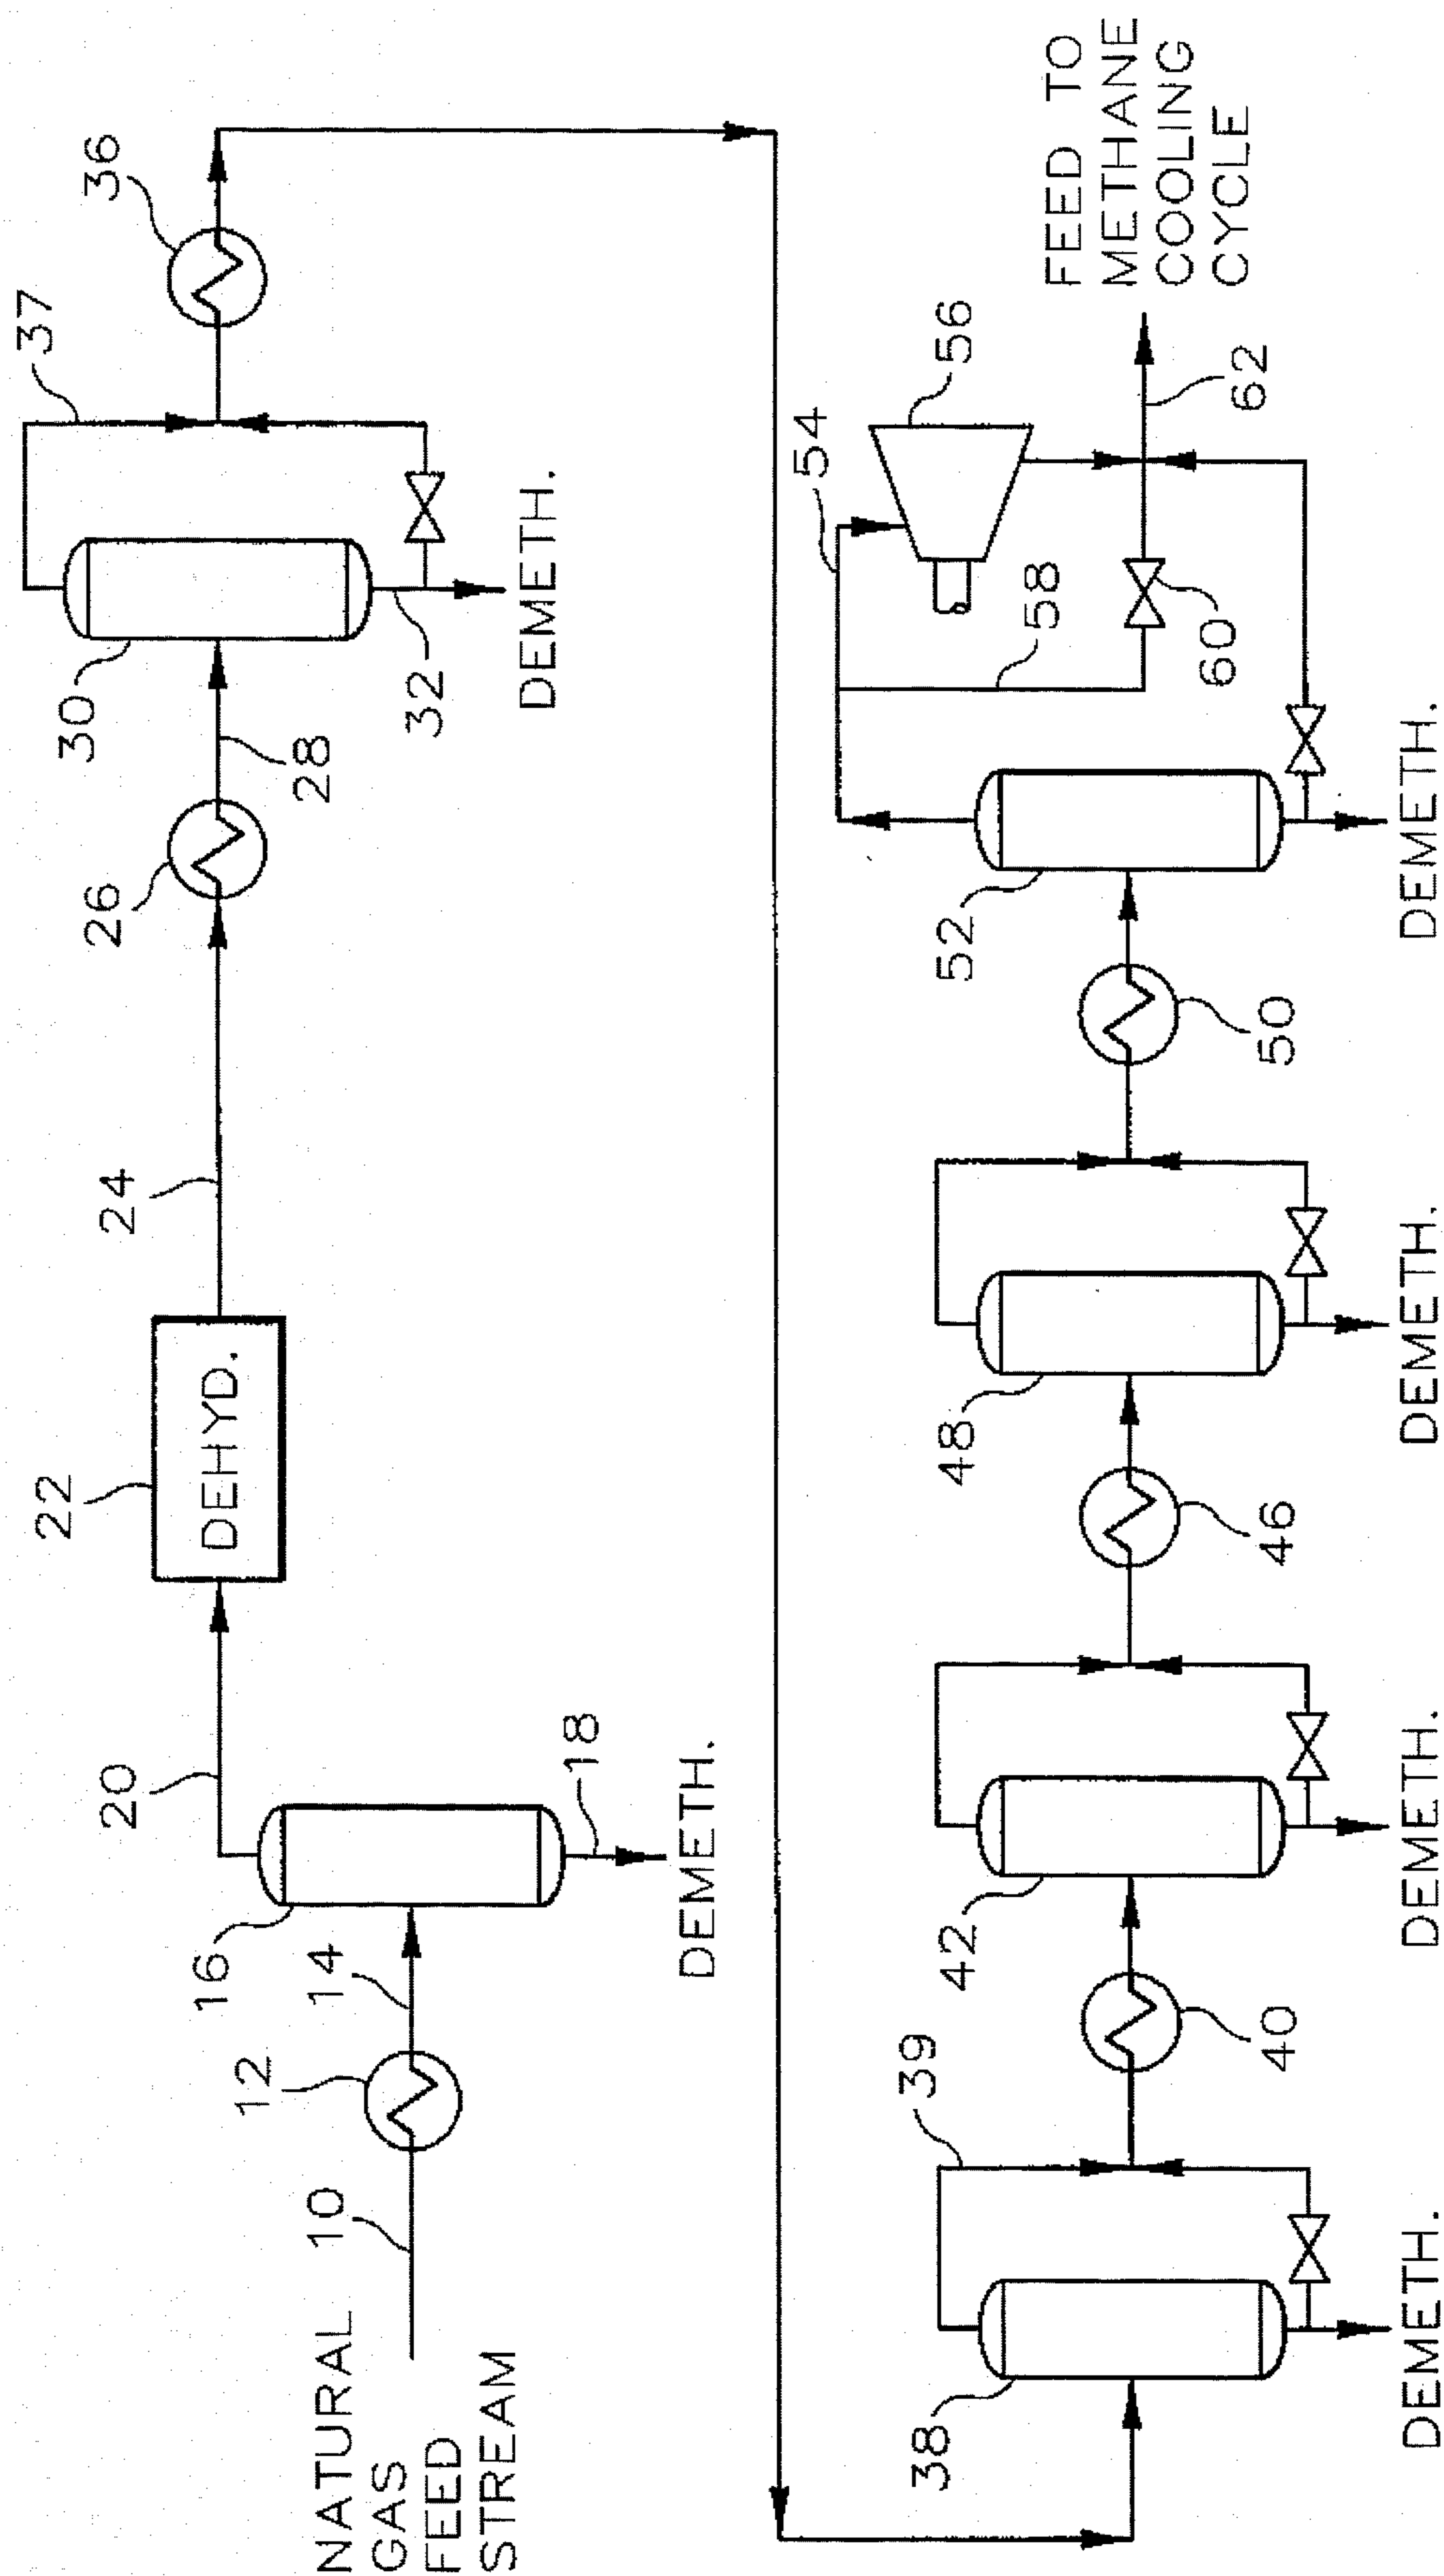 NATURAL
GAS
FEED
STREAM
10
12
14
16
18
DEMETH.
20
22
DEHYD.
24
26
28
30
32
DEMETH.
37
36
38
DEMETH.
39
40
42
DEMETH.
46
48
DEMETH.
50
52
DEMETH.
54
56
58
60
62
FEED TO
METHANE
COOLING
CYCLE